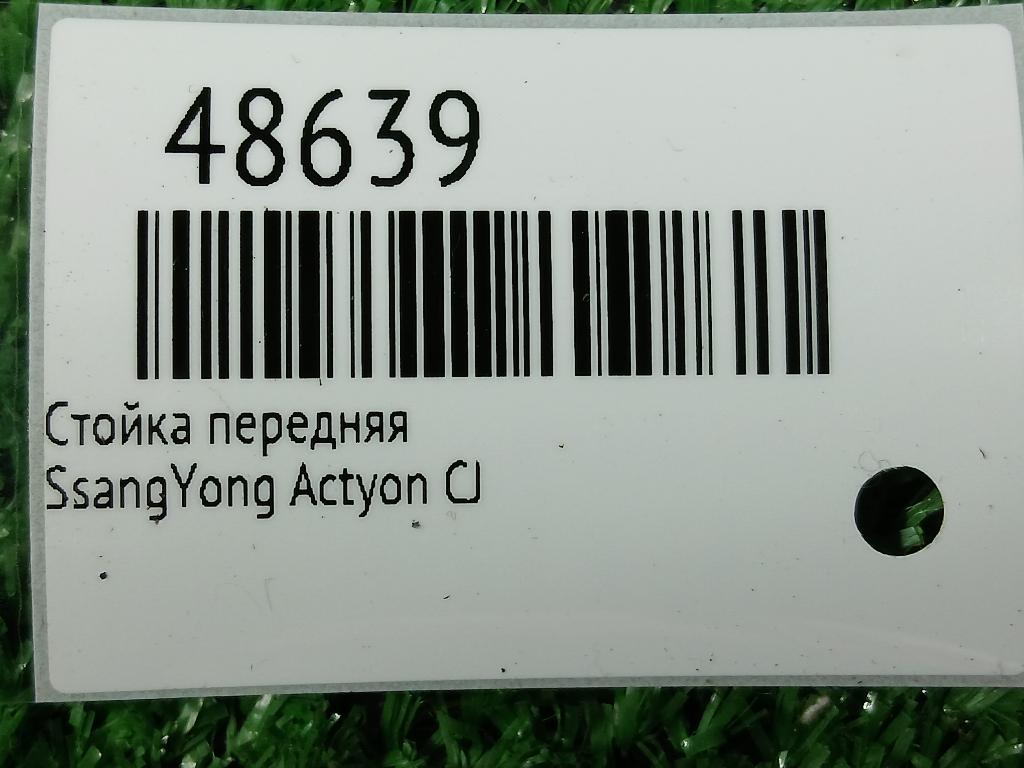 48639
Стойка передняя
SsangYong Actyon CJ